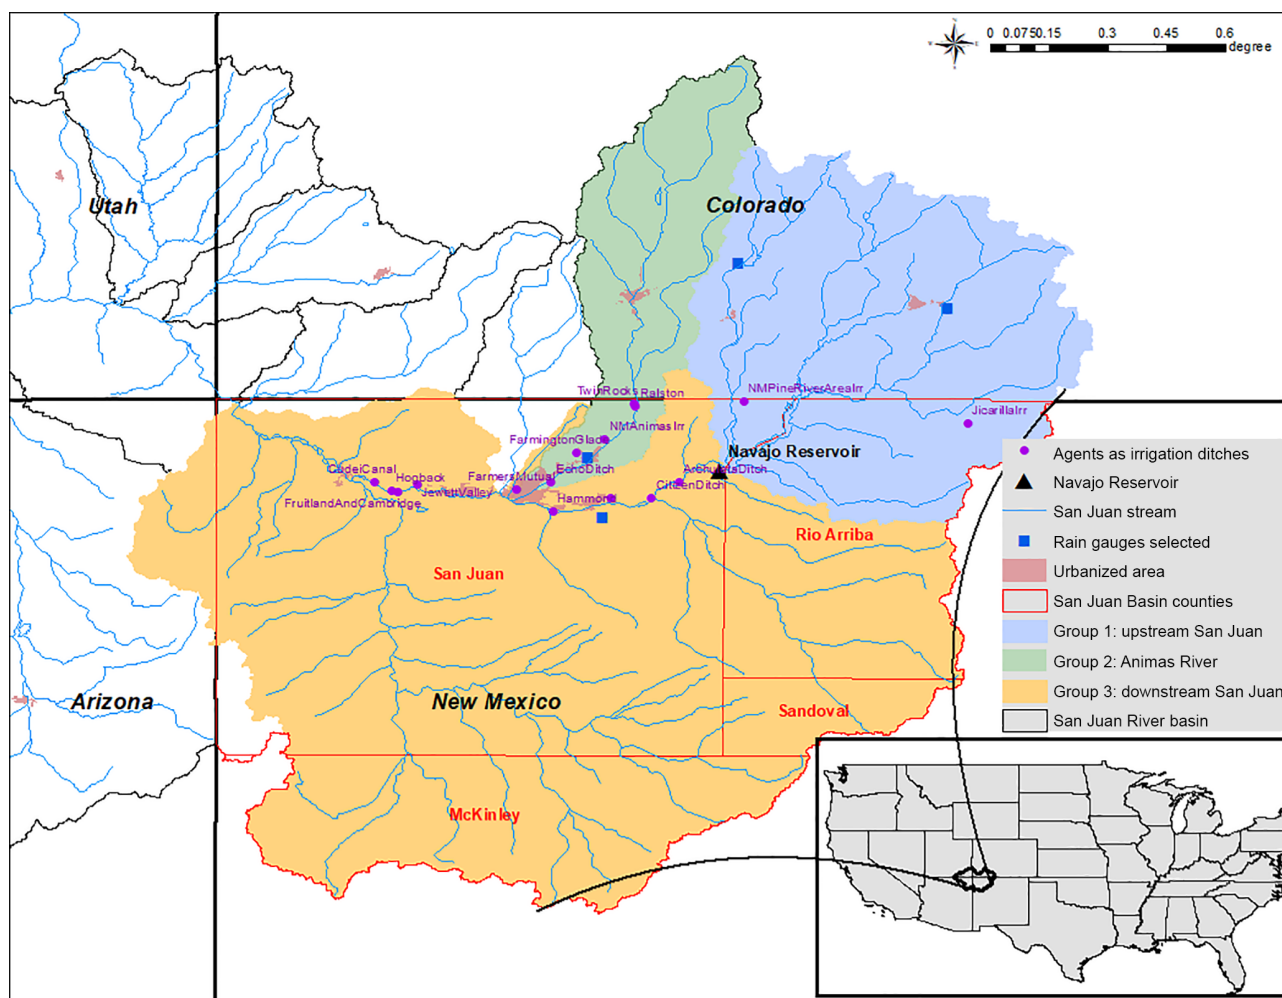 0 0.075 0.15 0.3 0.45 0.6
degree
Utah
Colorado
TwinRocks
Ralston
NMPineRiverAreaIrr
JicarillaIrr
NMAnimasIrr
FarmingtonGlade
Navajo Reservoir
CudeiCanal
Hogback
FarmersMutual
EchoDitch
ArchuletaDitch
JewettValley
CitizenDitch
FruitlandAndCambridge
Hammond
Rio Arriba
San Juan
Arizona
New Mexico
Sandoval
McKinley
Agents as irrigation ditches
Navajo Reservoir
San Juan stream
Rain gauges selected
Urbanized area
San Juan Basin counties
Group 1: upstream San Juan
Group 2: Animas River
Group 3: downstream San Juan
San Juan River basin